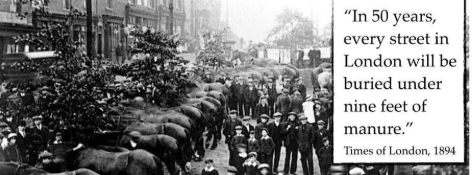 “In 50 years,
every street in
London will be
buried under
nine feet of
manure.”
Times of London, 1894